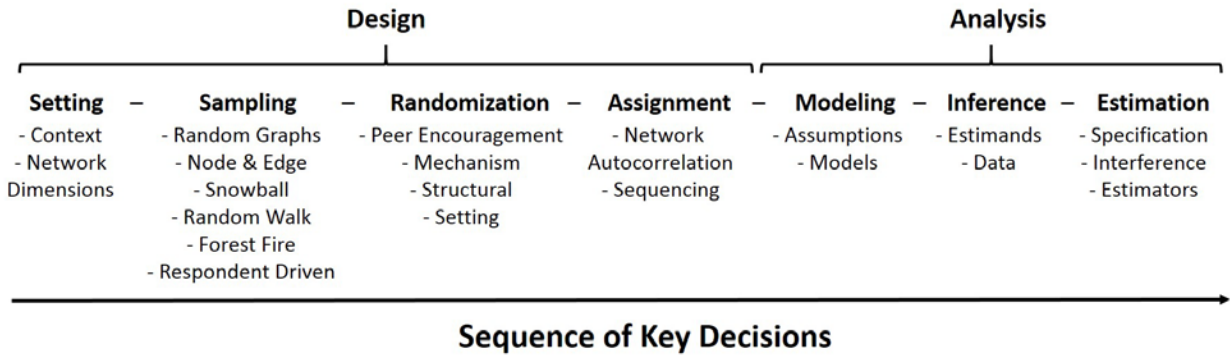 Design Analysis
Setting – Sampling – Randomization – Assignment – Modeling – Inference – Estimation
- Context
- Network
Dimensions
- Random Graphs
- Node & Edge
- Snowball
- Random Walk
- Forest Fire
- Respondent Driven
- Peer Encouragement
- Mechanism
- Structural
- Setting
- Network
Autocorrelation
- Sequencing
- Assumptions
- Models
- Estimands
- Data
- Specification
- Interference
- Estimators
Sequence of Key Decisions